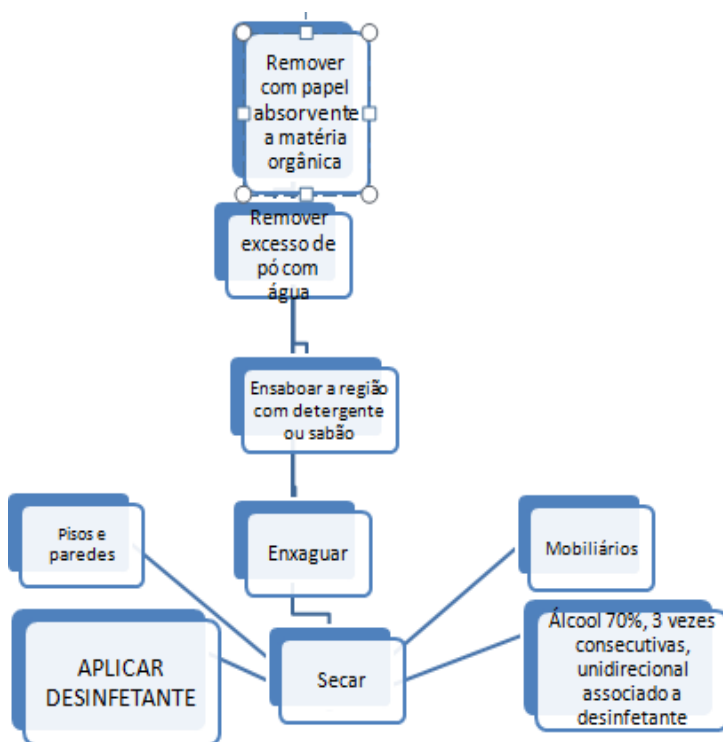 Remover
com papel
absorvente
a matéria
orgânica
Remover
excesso de
pó com
água
Ensaboar a região
com detergente
ou sabão
Enxaguar
Pisos e
paredes
Mobiliários
APLICAR
DESINFETANTE
Secar
Álcool 70%, 3 vezes
consecutivas,
unidirecional
associado a
desinfetante